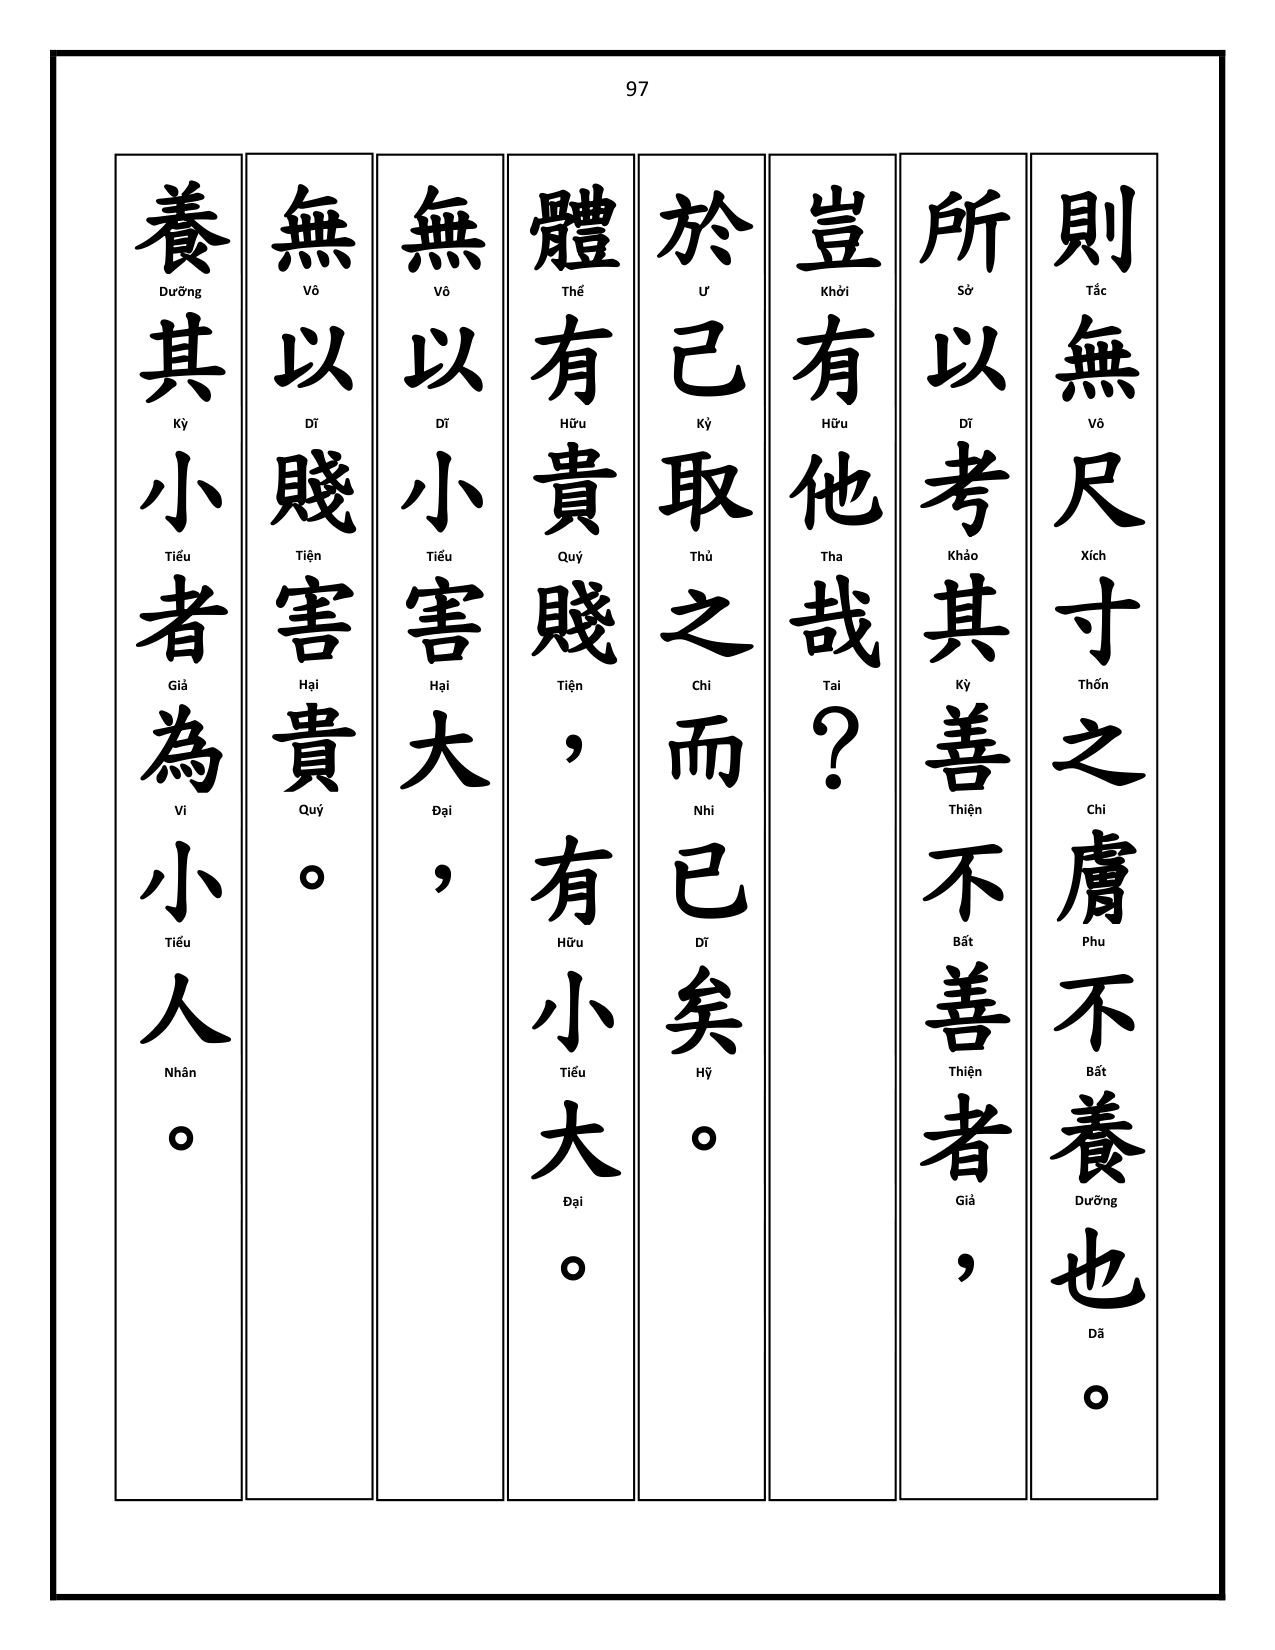 97
則無尺寸之膚不養也。
Tắc Vô Xích Thốn Chi Phu Bất Dưỡng Dã
所以考其善不善者，
Sở Dĩ Khảo Kỳ Thiện Bất Thiện Giả
豈有他哉？
Khởi Hữu Tha Tai
於己取之而已矣。
Ư Kỷ Thủ Chi Nhi Dĩ Hỹ
體有貴賤，有小大。
Thể Hữu Quý Tiện Hữu Tiểu Đại
無以小害大，
Vô Dĩ Tiểu Hại Đại
無以賤害貴。
Vô Dĩ Tiện Hại Quý
養其小者為小人。
Dưỡng Kỳ Tiểu Giả Vi Tiểu Nhân